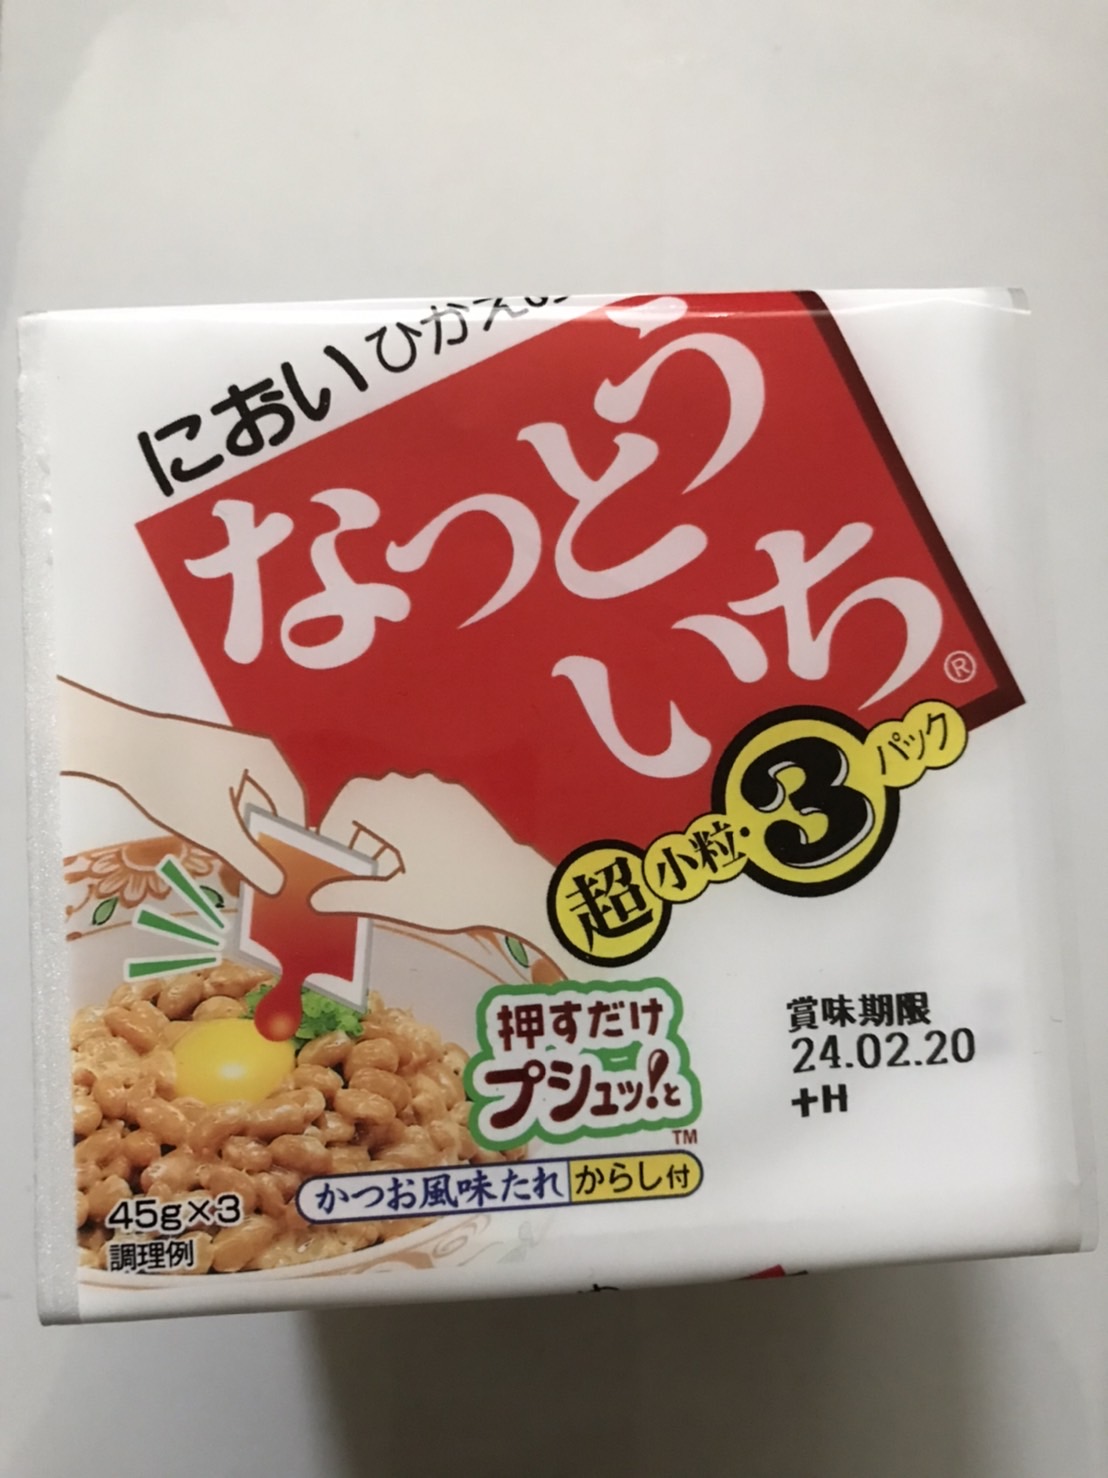 におい ひかえめ
なっとう
いち®
超小粒・3パック
押すだけ
プシュッ!と
TM
かつお風味たれ からし付
賞味期限
24.02.20
+H
45g×3
調理例